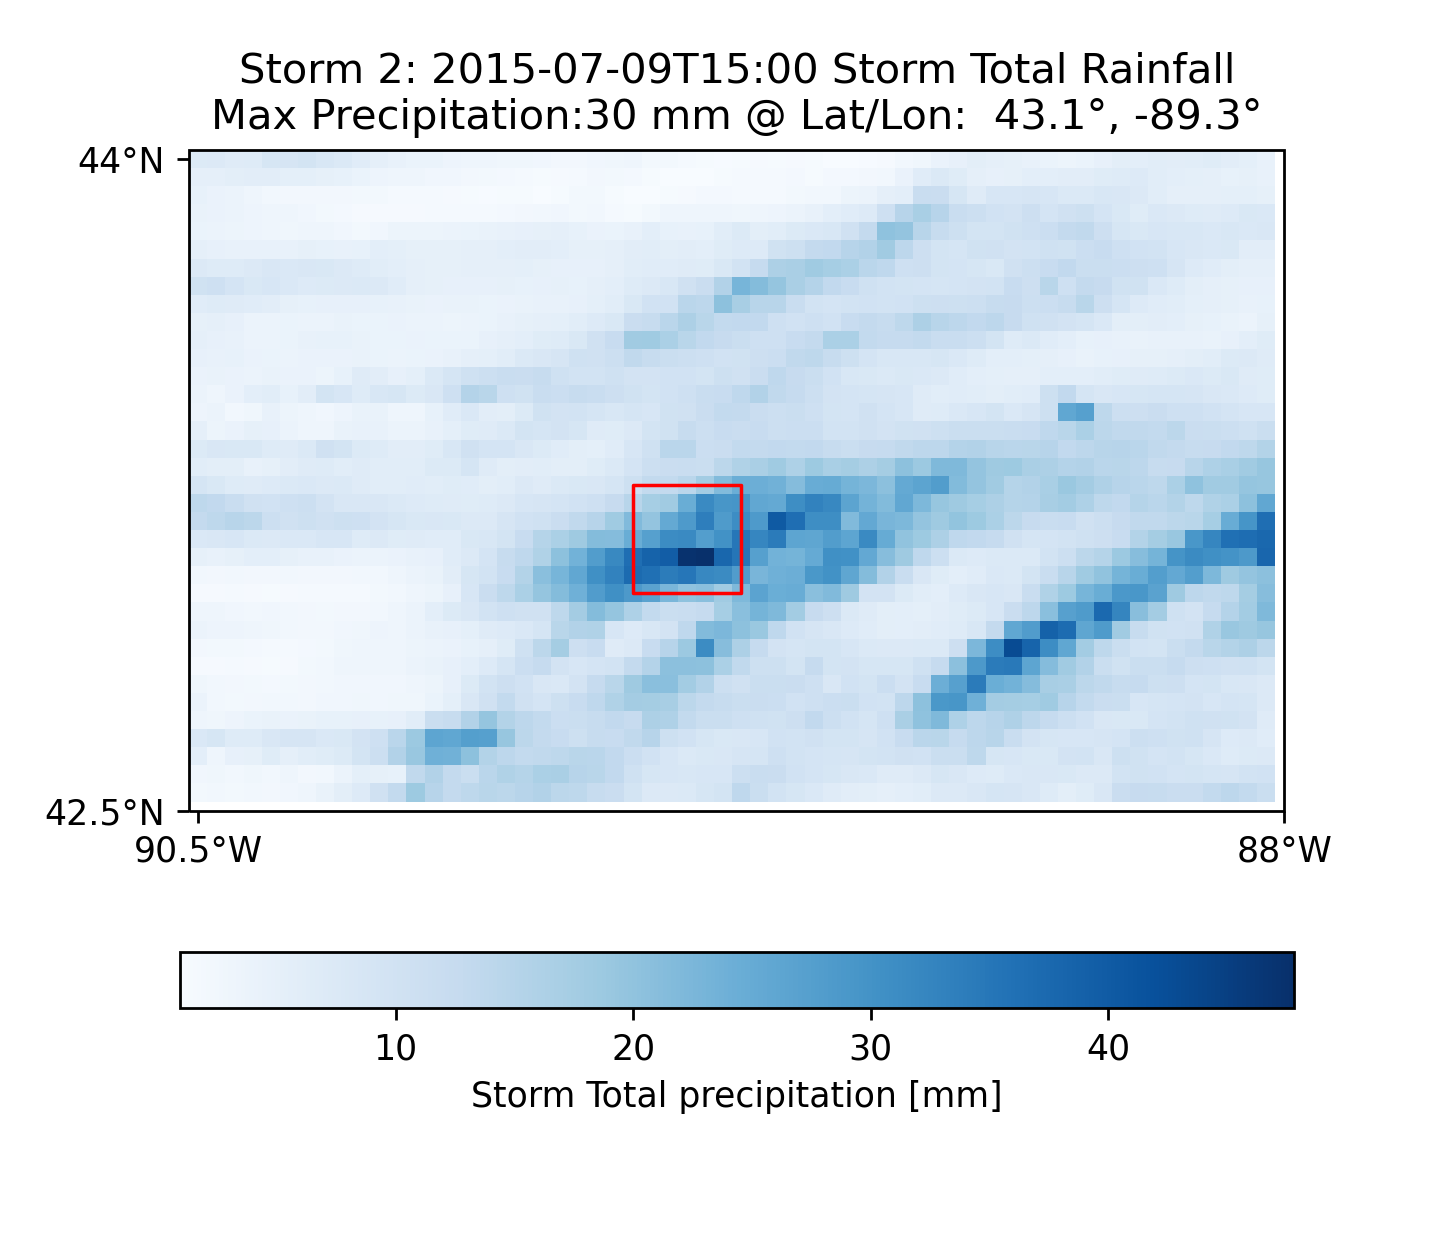 Storm 2: 2015-07-09T15:00 Storm Total Rainfall
Max Precipitation:30 mm @ Lat/Lon:  43.1°, -89.3°
44°N
42.5°N
90.5°W 88°W
10 20 30 40
Storm Total precipitation [mm]